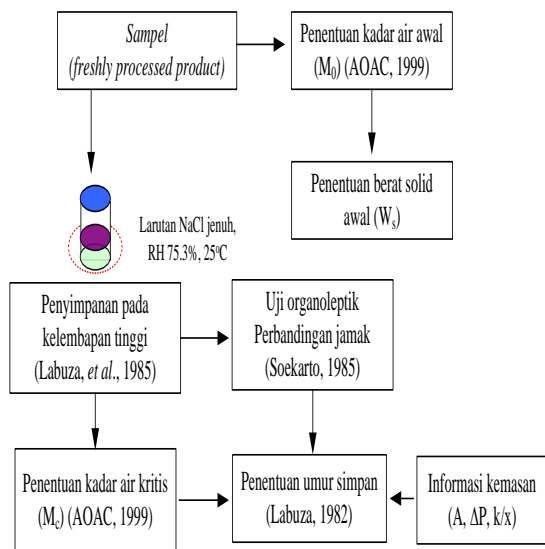 Sampel
(freshly processed product)
Penentuan kadar air awal
(M₀) (AOAC, 1999)
Penentuan berat solid
awal (Wₛ)
Larutan NaCl jenuh,
RH 75.3%, 25°C
Penyimpanan pada
kelembapan tinggi
(Labuza, et al., 1985)
Uji organoleptik
Perbandingan jamak
(Soekarto, 1985)
Penentuan kadar air kritis
(M꜀) (AOAC, 1999)
Penentuan umur simpan
(Labuza, 1982)
Informasi kemasan
(A, ΔP, k/x)